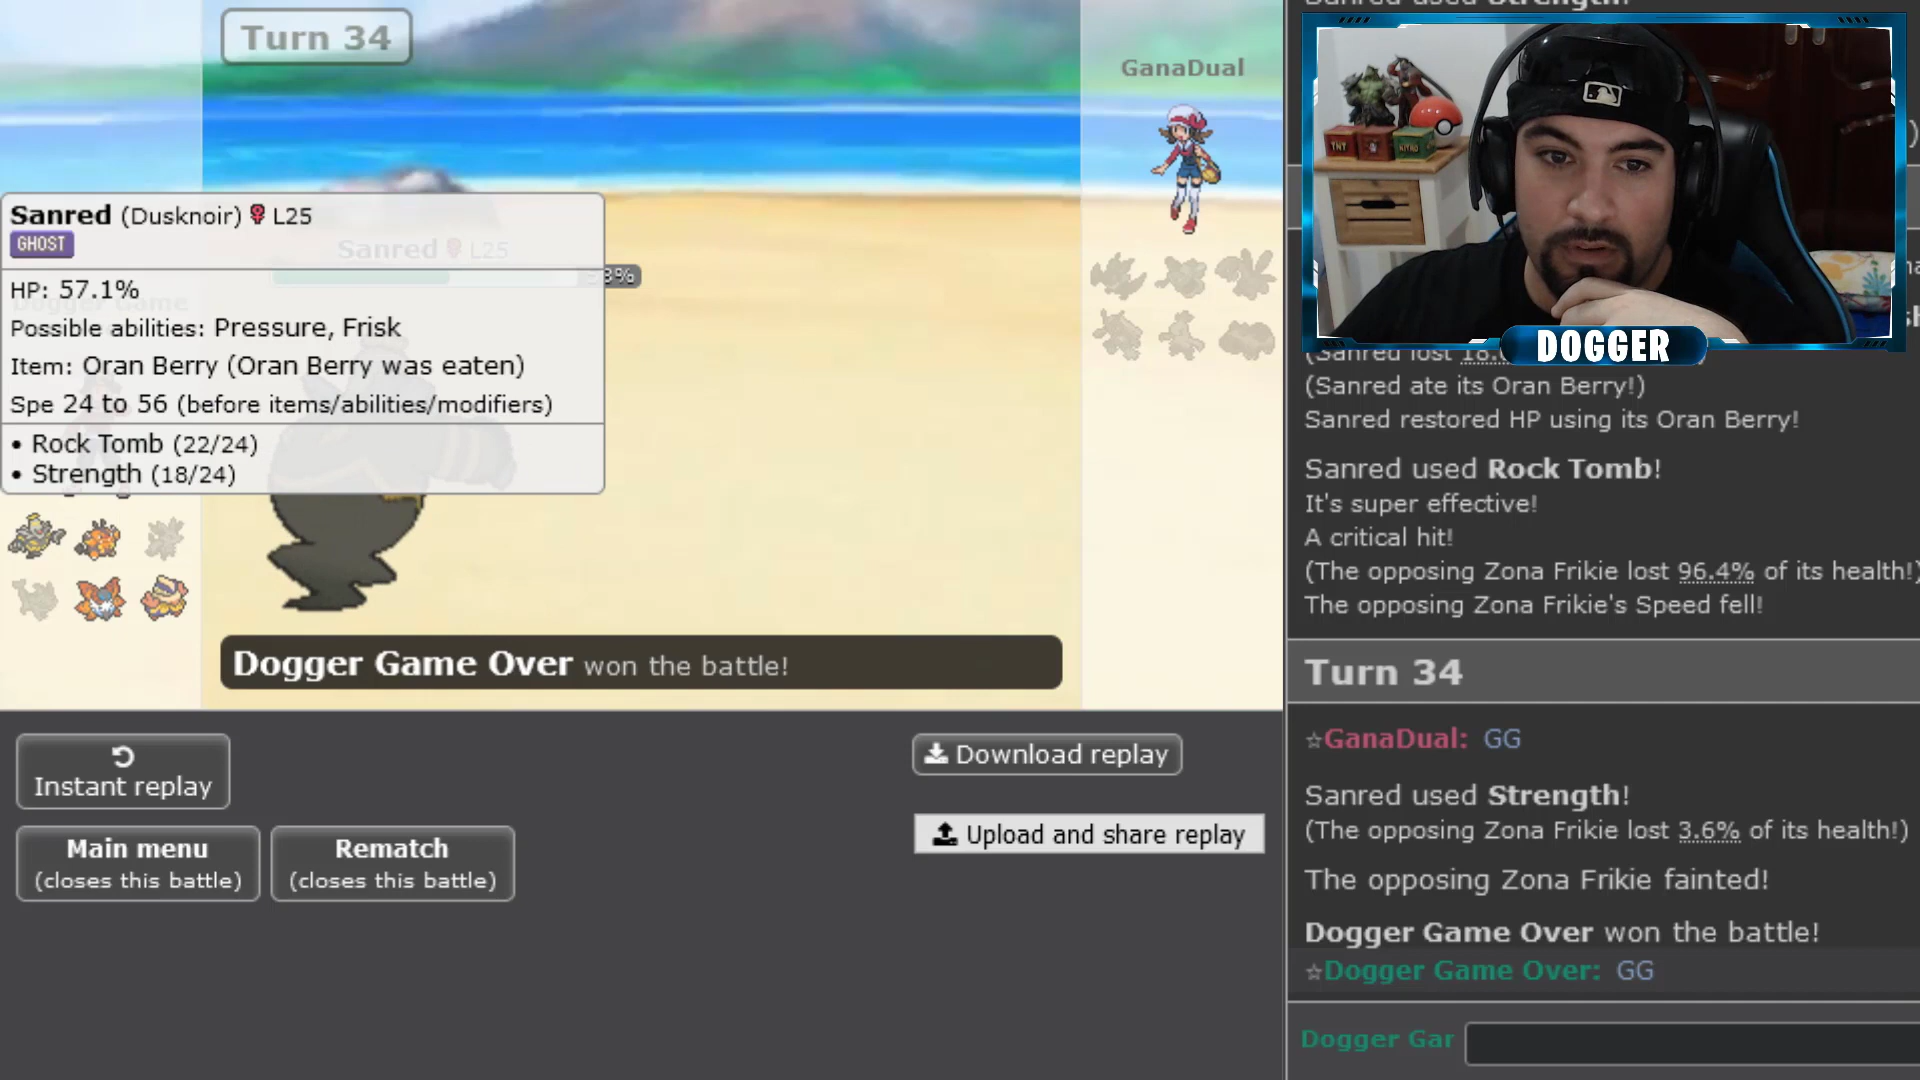 Turn 34
GanaDual
Sanred (Dusknoir) L25
GHOST
Sanred L25
HP: 57.1%
Possible abilities: Pressure, Frisk
Item: Oran Berry (Oran Berry was eaten)
Spe 24 to 56 (before items/abilities/modifiers)
• Rock Tomb (22/24)
• Strength (18/24)
Dogger Game Over won the battle!
Instant replay
Download replay
Upload and share replay
Main menu
(closes this battle)
Rematch
(closes this battle)
TNT
NITRO
DOGGER
(Sanred ate its Oran Berry!)
Sanred restored HP using its Oran Berry!
Sanred used Rock Tomb!
It's super effective!
A critical hit!
(The opposing Zona Frikie lost 96.4% of its health!)
The opposing Zona Frikie's Speed fell!
Turn 34
☆GanaDual: GG
Sanred used Strength!
(The opposing Zona Frikie lost 3.6% of its health!)
The opposing Zona Frikie fainted!
Dogger Game Over won the battle!
☆Dogger Game Over: GG
Dogger Gar